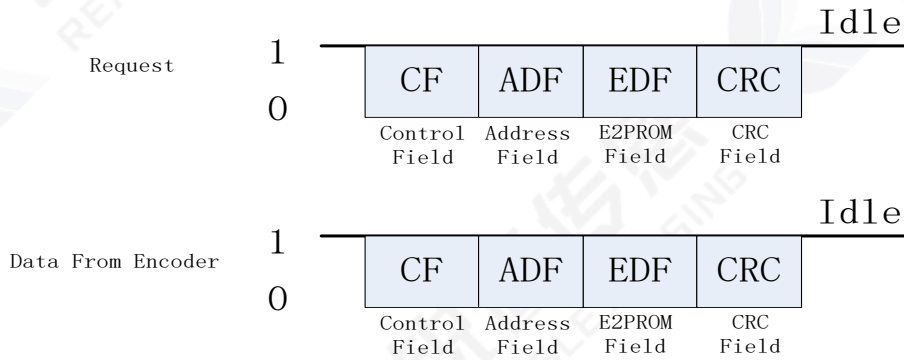 Idle
Request
1
0
CF ADF EDF CRC
Control Address E2PROM CRC
Field Field Field Field
Idle
Data From Encoder
1
0
CF ADF EDF CRC
Control Address E2PROM CRC
Field Field Field Field